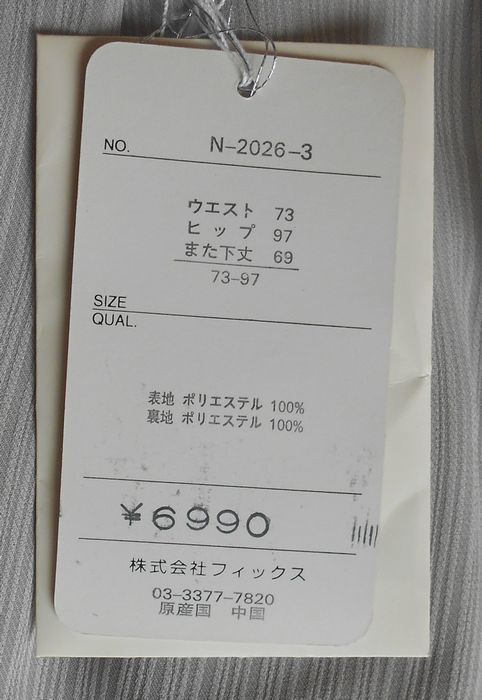 NO. N-2026-3
ウエスト 73
ヒップ 97
また下丈 69
73-97
SIZE
QUAL.
表地 ポリエステル 100%
裏地 ポリエステル 100%
¥6990
株式会社フィックス
03-3377-7820
原産国 中国